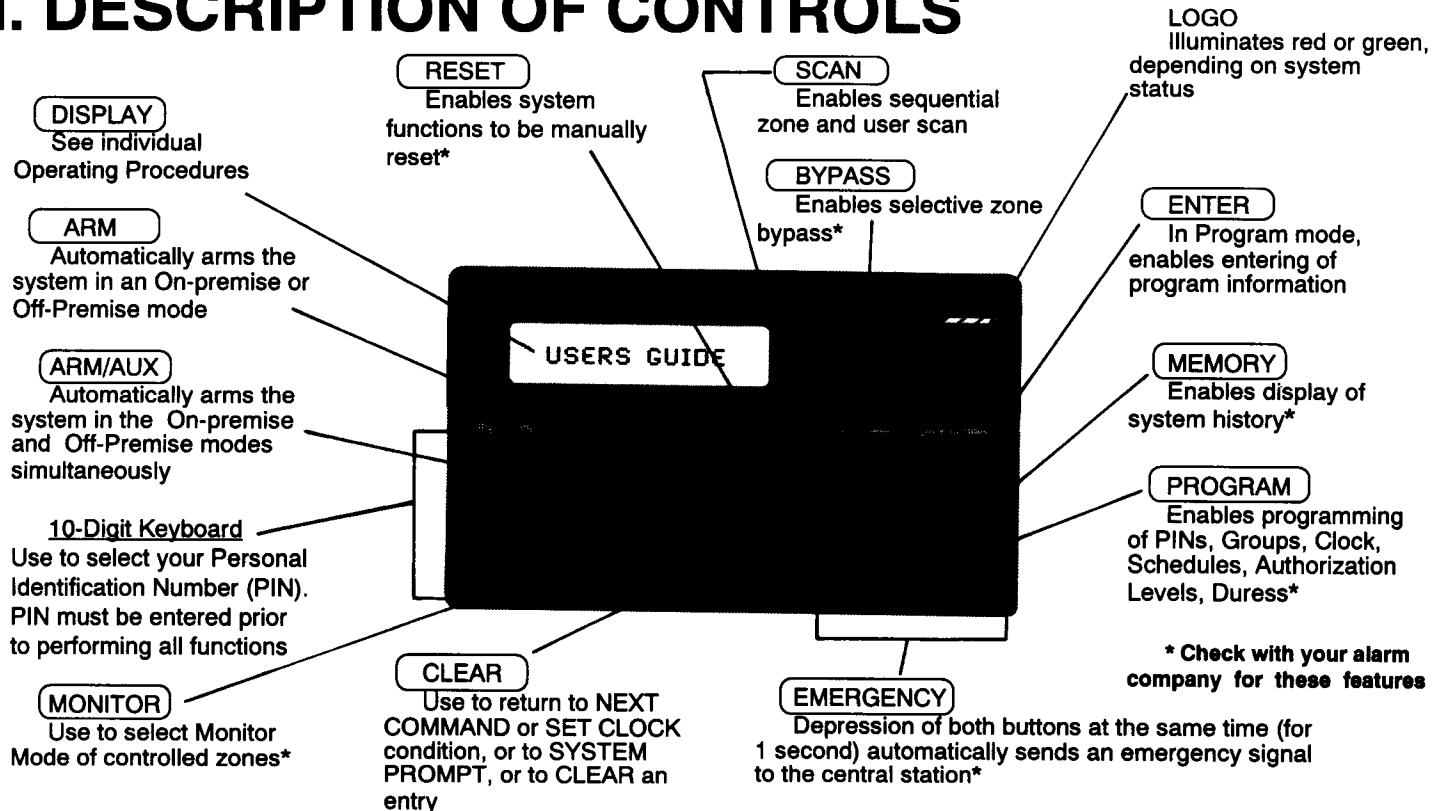 I. DESCRIPTION OF CONTROLS
LOGO
Illuminates red or green,
depending on system
status
RESET
Enables system
functions to be manually
reset*
SCAN
Enables sequential
zone and user scan
DISPLAY
See individual
Operating Procedures
BYPASS
Enables selective zone
bypass*
ENTER
In Program mode,
enables entering of
program information
ARM
Automatically arms the
system in an On-premise or
Off-Premise mode
USERS GUIDE
ARM/AUX
Automatically arms the
system in the On-premise
and Off-Premise modes
simultaneously
MEMORY
Enables display of
system history*
PROGRAM
Enables programming
of PINs, Groups, Clock,
Schedules, Authorization
Levels, Duress*
10-Digit Keyboard
Use to select your Personal
Identification Number (PIN).
PIN must be entered prior
to performing all functions
* Check with your alarm
company for these features
MONITOR
Use to select Monitor
Mode of controlled zones*
CLEAR
Use to return to NEXT
COMMAND or SET CLOCK
condition, or to SYSTEM
PROMPT, or to CLEAR an
entry
EMERGENCY
Depression of both buttons at the same time (for
1 second) automatically sends an emergency signal
to the central station*